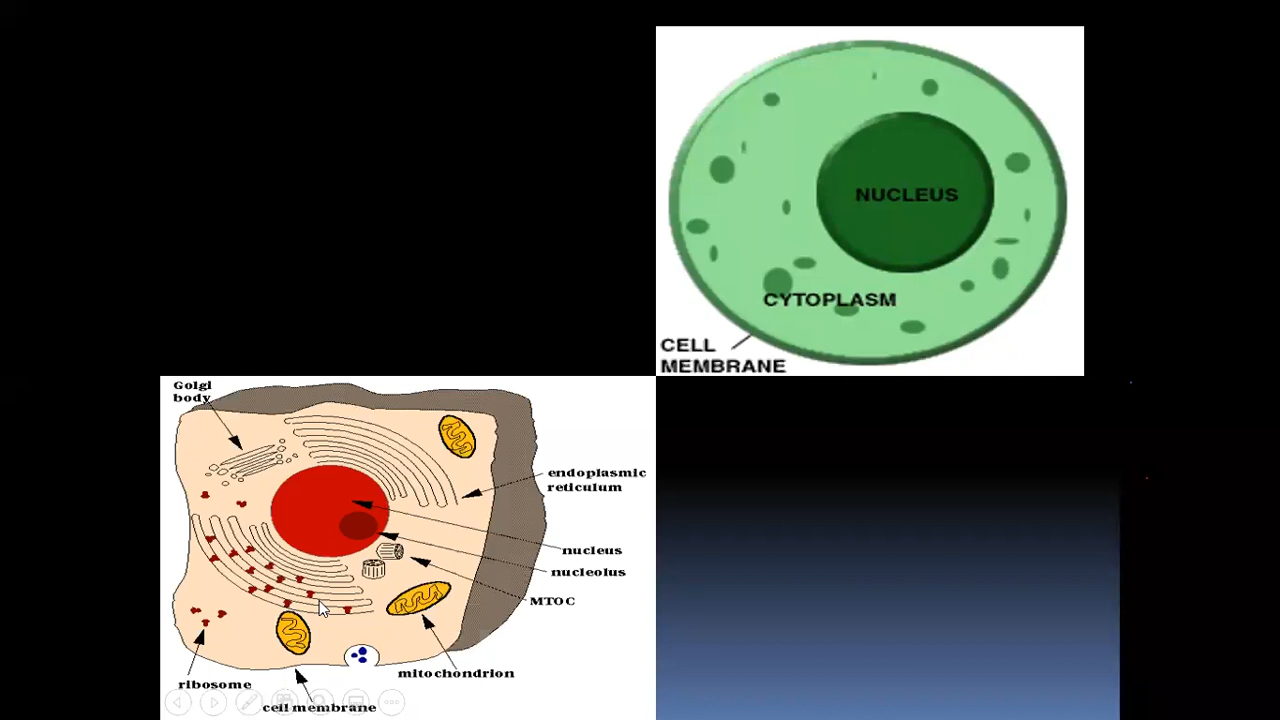 NUCLEUS
CYTOPLASM
CELL
MEMBRANE
Golgi
body
endoplasmic
reticulum
nucleus
nucleolus
MTOC
mitochondrion
ribosome
cell membrane